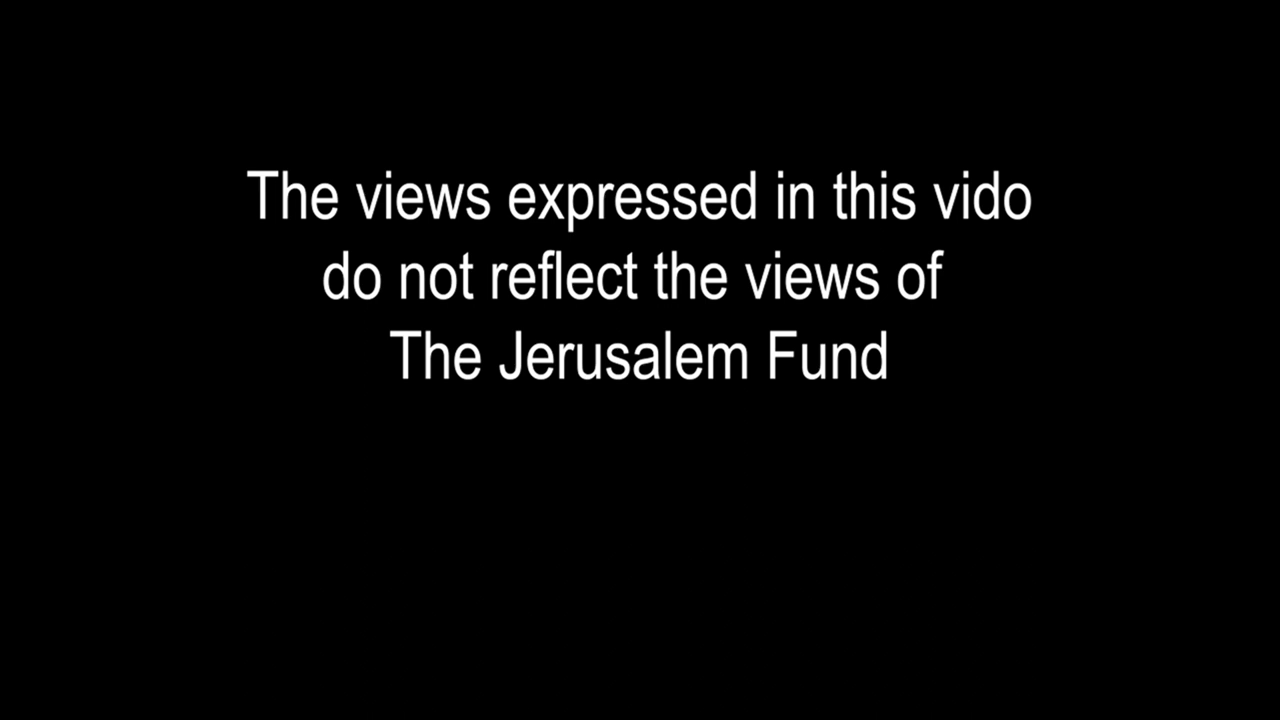 The views expressed in this vido
do not reflect the views of
The Jerusalem Fund